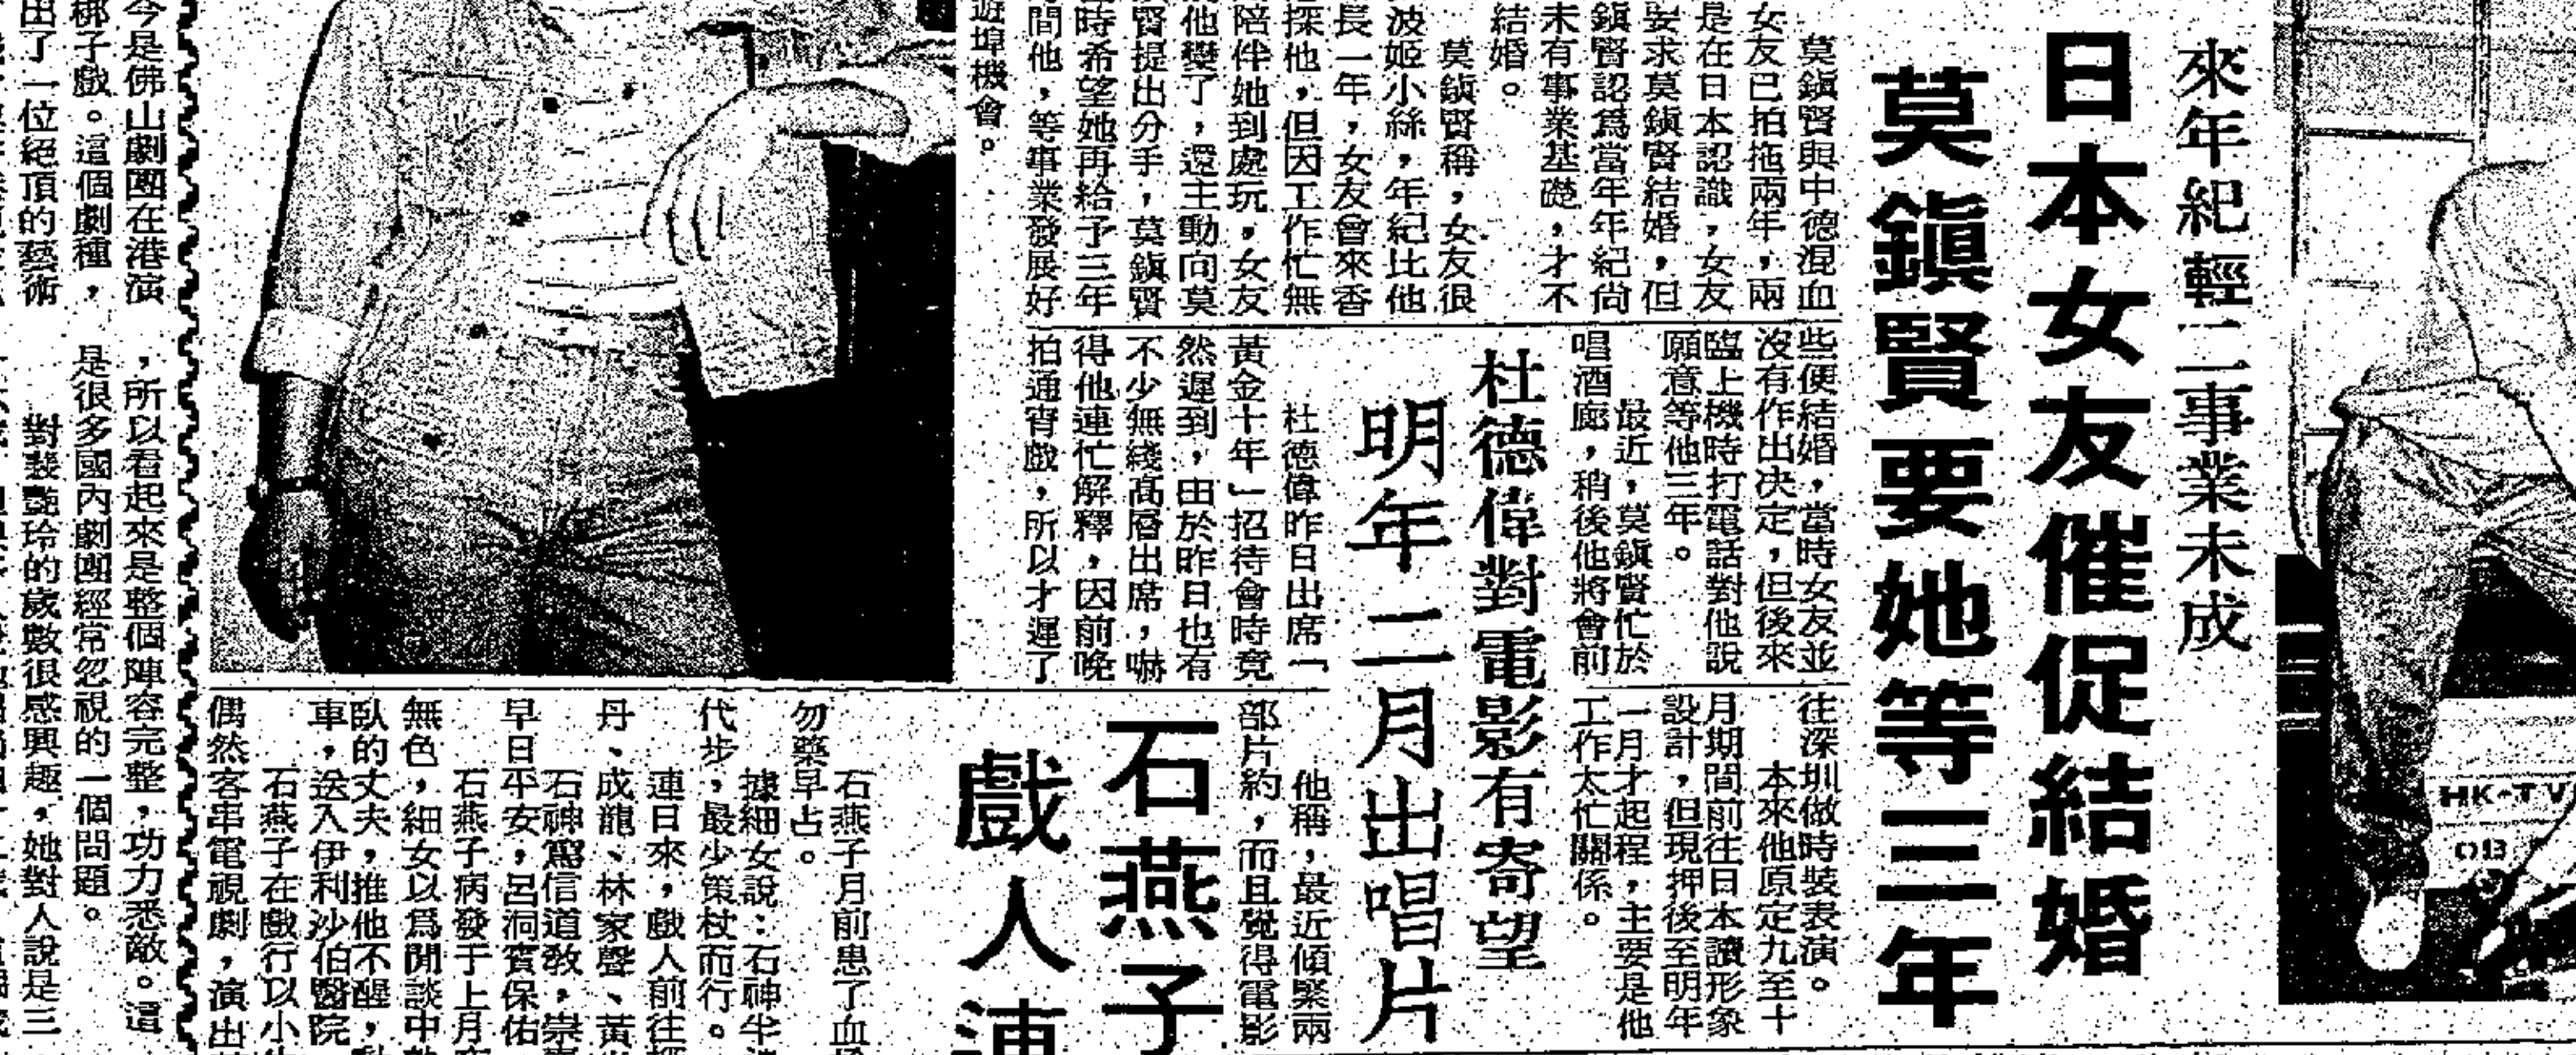 來年紀輕二事業未成
日本女友催促結婚
莫鎭賢要她等三年
莫鎭賢與中德混血
女友已拍拖兩年，兩
是在日本認識，女友
要求莫鎭賢結婚，但
鎭賢認爲當年年紀尚
未有事業基礎，才不
結婚。
莫鎭賢稱，女友很
波姬小絲，年紀比他
長一年，女友會來香
探他，但因工作忙無
陪伴她到處玩，女友
他變了，還主動向莫
賢提出分手，莫鎭賢
時希望她再給予三年
間他，等事業發展好
些便結婚，當時女友並
沒有作出決定，但後來
臨上機時打電話對他說
願意等他三年。
最近，莫鎭賢忙於
唱酒廊，稍後他將會前
往深圳做時裝表演。
本來他原定九至十
月期間前往日本讀形象
設計，但現押後至明年
一月才起程，主要是他
工作太忙關係。
遊埠機會。
杜德偉對電影有寄望
明年二月出唱片
杜德偉昨日出席「
黃金十年」招待會時竟
然遲到，由於昨日也有
不少無綫高層出席，嚇
得他連忙解釋，因前晚
拍通宵戲，所以才遲了
他稱，最近傾緊兩
部片約，而且覺得電影
石燕子
戲人連
石燕子月前患了血
勿藥早占。
據細女說：石神半
代步，最少策杖而行。
連日來，戲人前往
丹、成龍、林家聲、黃
石神篤信道敎，崇
早日平安，呂洞賓保佑
石燕子病發于上月
無色，細女以爲閒談中
臥的丈夫，推他不醒，
車，送入伊利沙伯醫院
石燕子在戲行以小
偶然客串電視劇，演出
今是佛山劇團在港演
梆子戲。這個劇種，
出了一位絕頂的藝術
，所以看起來是整個陣容完整，功力悉敵。這
是很多國內劇團經常忽視的一個問題。
對裴艷玲的歲數很感興趣，她對人說是三
HK-TV